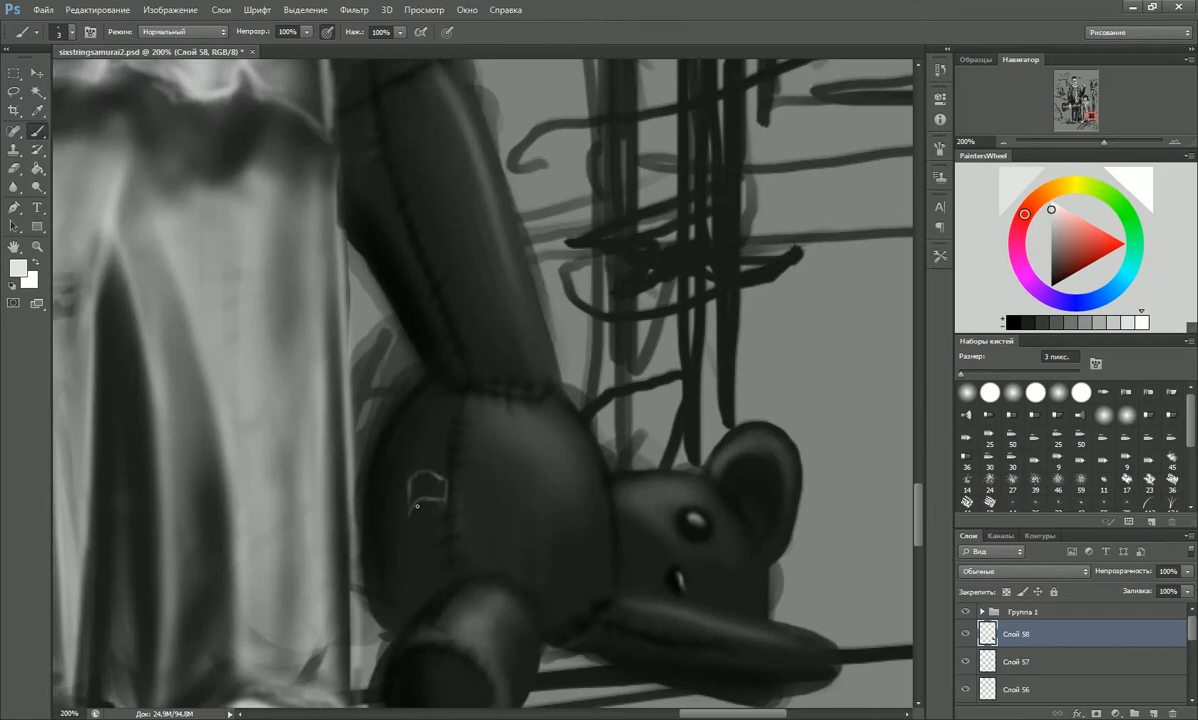 Ps Файл Редактирование Изображение Слои Шрифт Выделение Фильтр 3D Просмотр Окно Справка
3 Режим: Нормальный Непрозр.: 100% Наж.: 100% Рисование
sixstringsamurai2.psd @ 200% (Слой 58, RGB/8) * ×
Образцы Навигатор
200%
PaintersWheel
Наборы кистей
Размер: 3 пикс.
25 50 25 50 25 50
36 30 30 9 30 9 45
14 24 27 39 46 59 11 17
Слои Каналы Контуры
Вид
Обычные Непрозрачность: 100%
Закрепить: Заливка: 100%
Группа 1
Слой 58
Слой 57
Слой 56
200% Док: 24,9M/94,8M